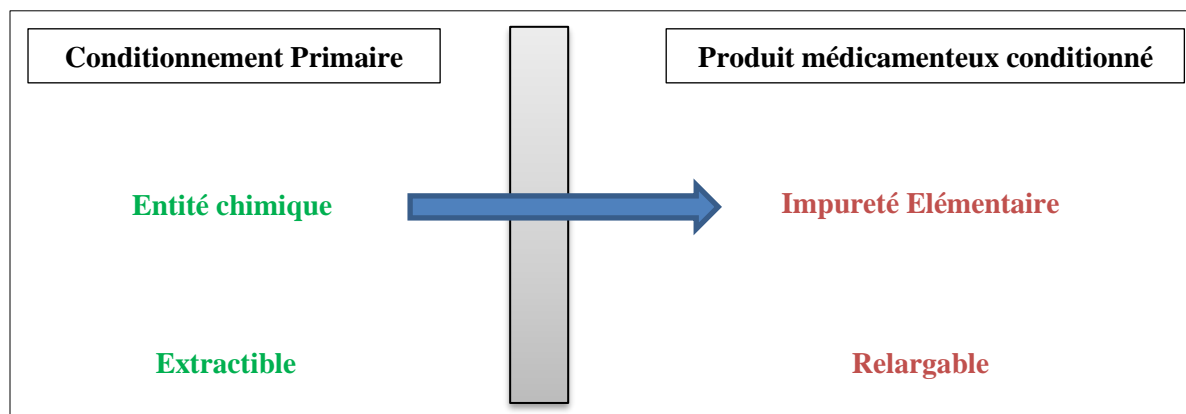 Conditionnement Primaire
Produit médicamenteux conditionné
Entité chimique
Impureté Elémentaire
Extractible
Relargable